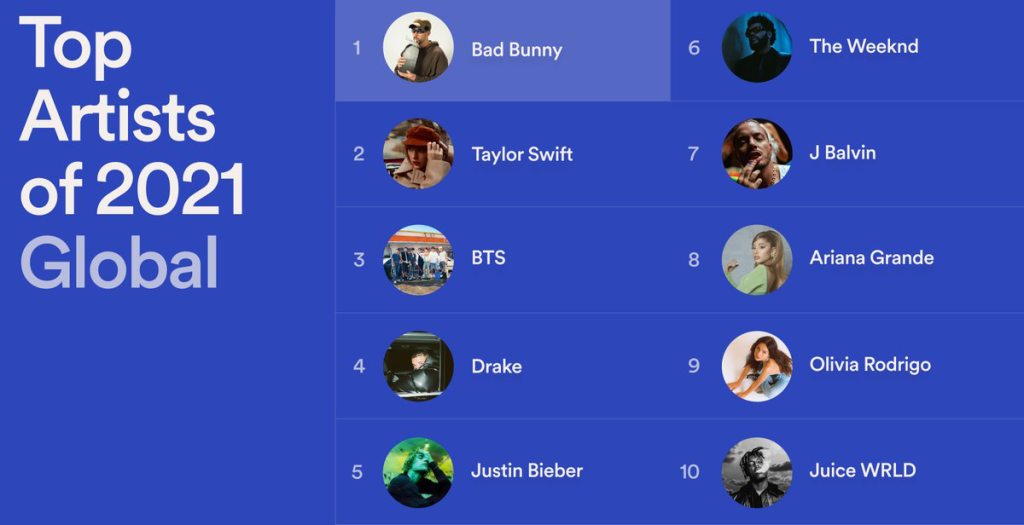 Top
Artists
of 2021
Global
1 Bad Bunny
2 Taylor Swift
3 BTS
4 Drake
5 Justin Bieber
6 The Weeknd
7 J Balvin
8 Ariana Grande
9 Olivia Rodrigo
10 Juice WRLD